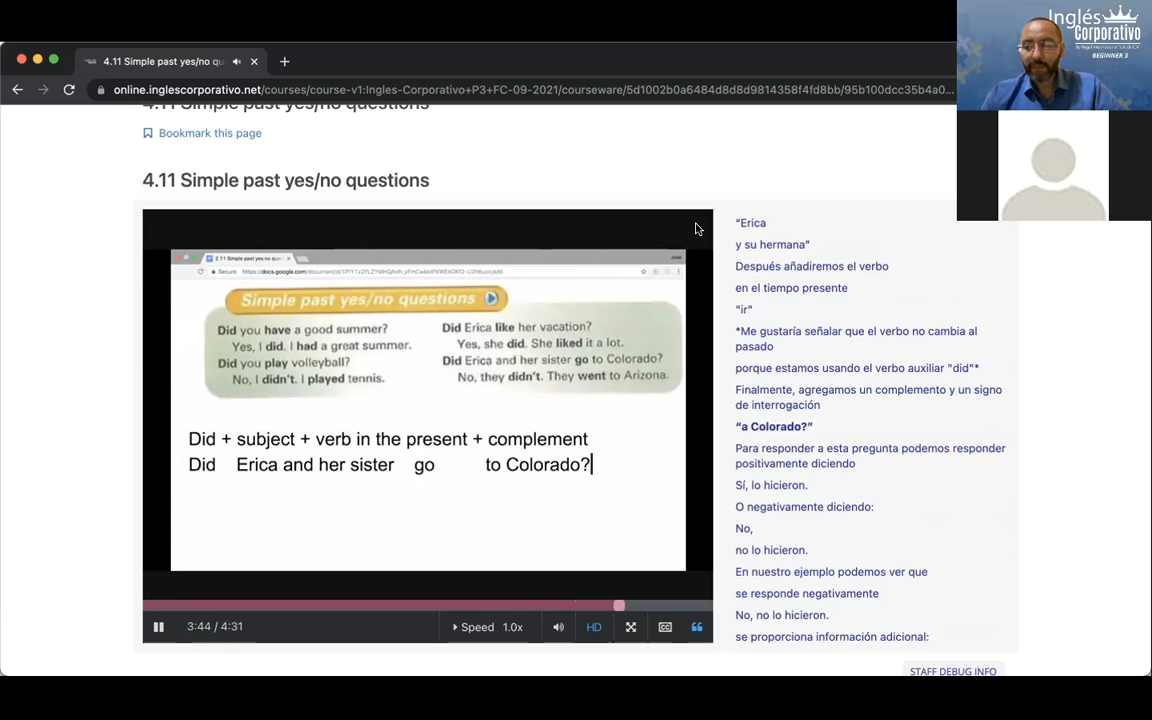 Inglés
Corporativo
BEGINNER 3
4.11 Simple past yes/no qu
online.inglescorporativo.net/courses/course-v1:Ingles-Corporativo+P3+FC-09-2021/courseware/5d1002b0a6484d8d8d9814358f4fd8bb/95b100dcc35b4a0...
4.11 Simple past yes/no questions
Bookmark this page
4.11 Simple past yes/no questions
Simple past yes/no questions
Did you have a good summer?
Yes, I did. I had a great summer.
Did you play volleyball?
No, I didn't. I played tennis.
Did Erica like her vacation?
Yes, she did. She liked it a lot.
Did Erica and her sister go to Colorado?
No, they didn't. They went to Arizona.
Did + subject + verb in the present + complement
Did Erica and her sister go to Colorado?
3:44 / 4:31
Speed 1.0x
HD
CC
“Erica
y su hermana”
Después añadiremos el verbo
en el tiempo presente
"ir"
*Me gustaría señalar que el verbo no cambia al
pasado
porque estamos usando el verbo auxiliar "did"*
Finalmente, agregamos un complemento y un signo
de interrogación
“a Colorado?”
Para responder a esta pregunta podemos responder
positivamente diciendo
Sí, lo hicieron.
O negativamente diciendo:
No,
no lo hicieron.
En nuestro ejemplo podemos ver que
se responde negativamente
No, no lo hicieron.
se proporciona información adicional:
STAFF DEBUG INFO